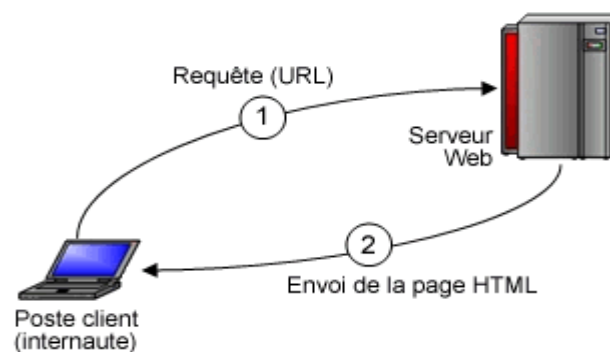 Requête (URL)
1
Serveur
Web
2
Envoi de la page HTML
Poste client
(internaute)